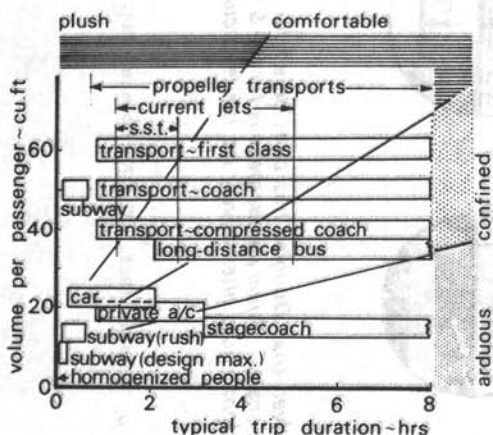 plush comfortable
propeller transports
current jets
s.s.t.
transport~first class
transport~coach
subway
transport~compressed coach
long-distance bus
car
private a/c
stagecoach
subway(rush)
subway(design max.)
homogenized people
60
40
20
0
0 2 4 6 8
volume per passenger~cu.ft
typical trip duration~hrs
confined
arduous